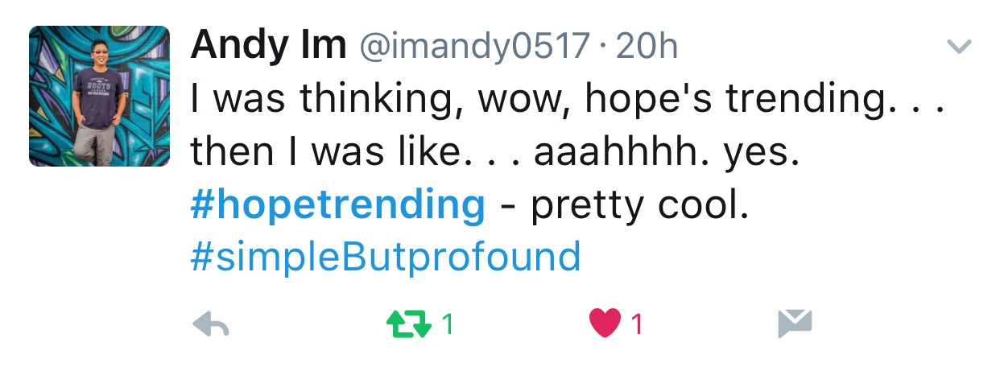 Andy Im @imandy0517 · 20h
I was thinking, wow, hope's trending. . .
then I was like. . . aaahhhh. yes.
#hopetrending - pretty cool.
#simpleButprofound
1 1
ROOTS